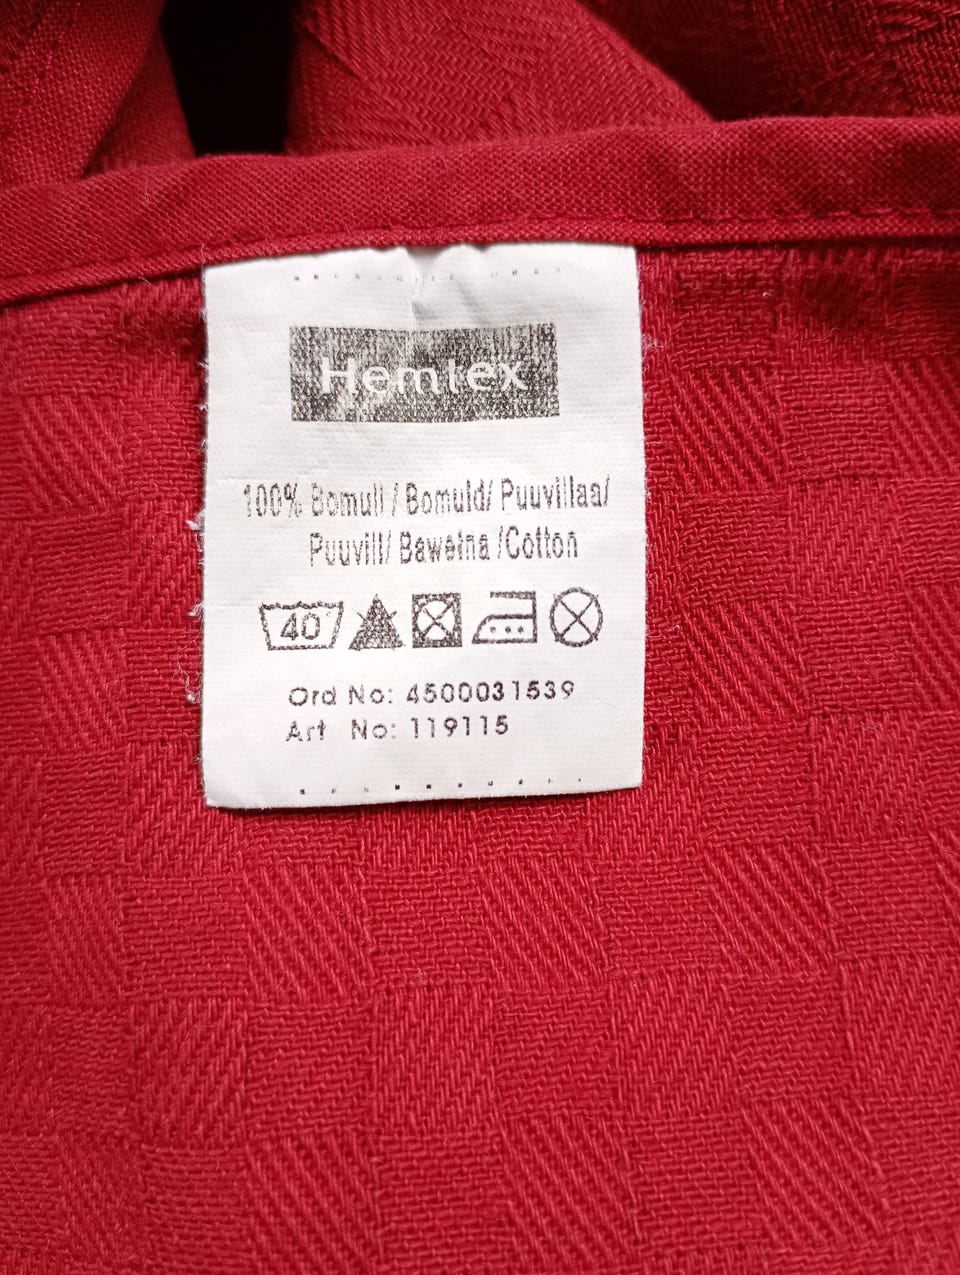 Hemtex
100% Bomull / Bomuld/ Puuvillaa/
Puuvill/ Bawełna /Cotton
40
Ord No: 4500031539
Art No: 119115